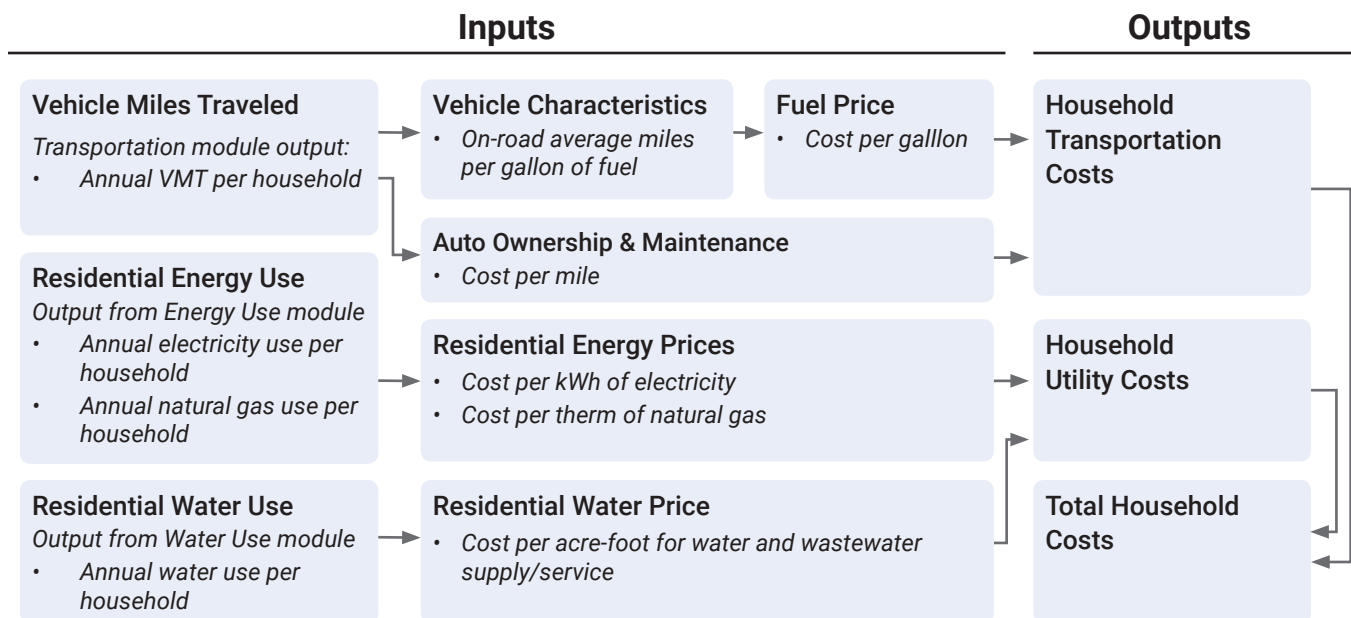 Inputs
Outputs
Vehicle Miles Traveled
Transportation module output:
• Annual VMT per household
Vehicle Characteristics
• On-road average miles
per gallon of fuel
Fuel Price
• Cost per galllon
Household
Transportation
Costs
Auto Ownership & Maintenance
• Cost per mile
Residential Energy Use
Output from Energy Use module
• Annual electricity use per
household
• Annual natural gas use per
household
Residential Energy Prices
• Cost per kWh of electricity
• Cost per therm of natural gas
Household
Utility Costs
Residential Water Use
Output from Water Use module
• Annual water use per
household
Residential Water Price
• Cost per acre-foot for water and wastewater
supply/service
Total Household
Costs